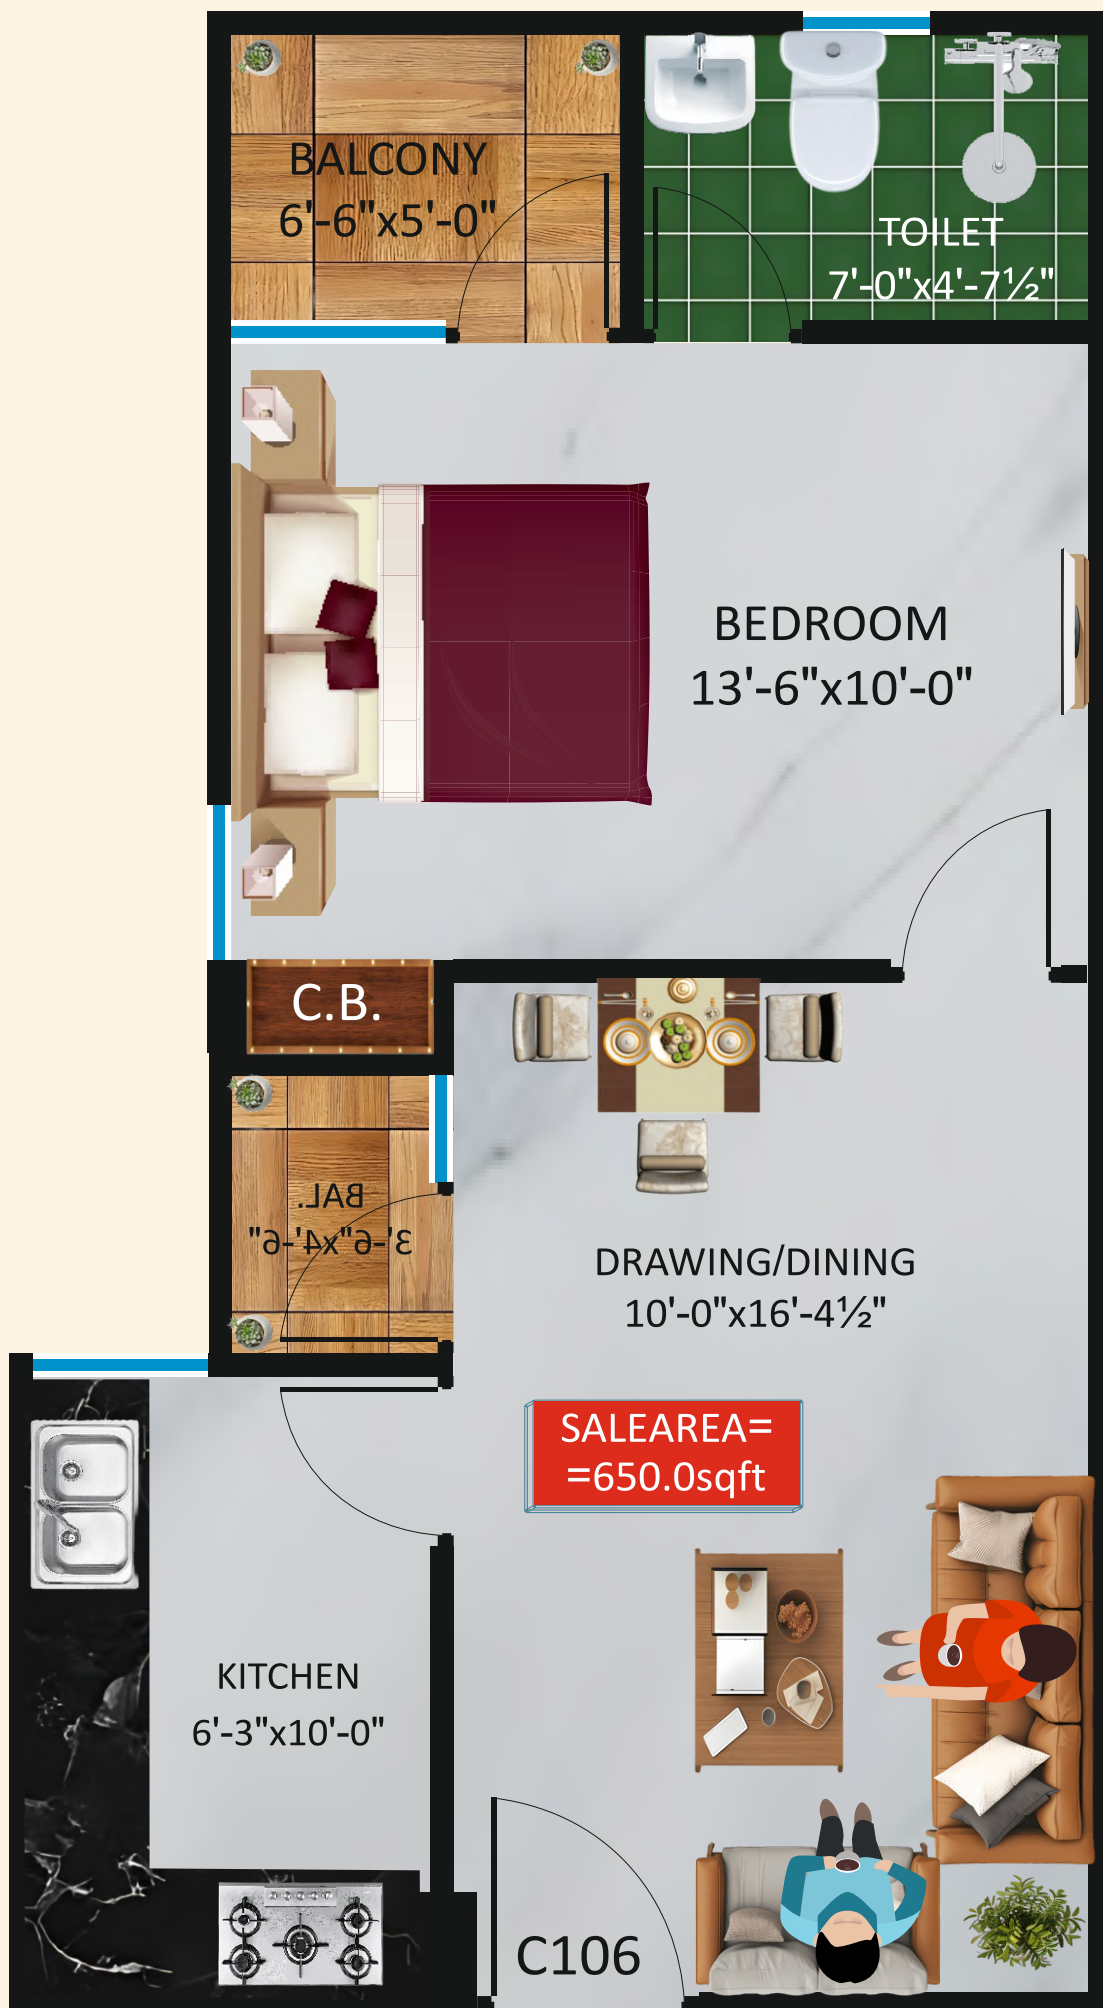 BALCONY
6'-6"x5'-0"
TOILET
7'-0"x4'-7½"
BEDROOM
13'-6"x10'-0"
C.B.
BAL.
3'-6"x4'-6"
DRAWING/DINING
10'-0"x16'-4½"
SALEAREA=
=650.0sqft
KITCHEN
6'-3"x10'-0"
C106